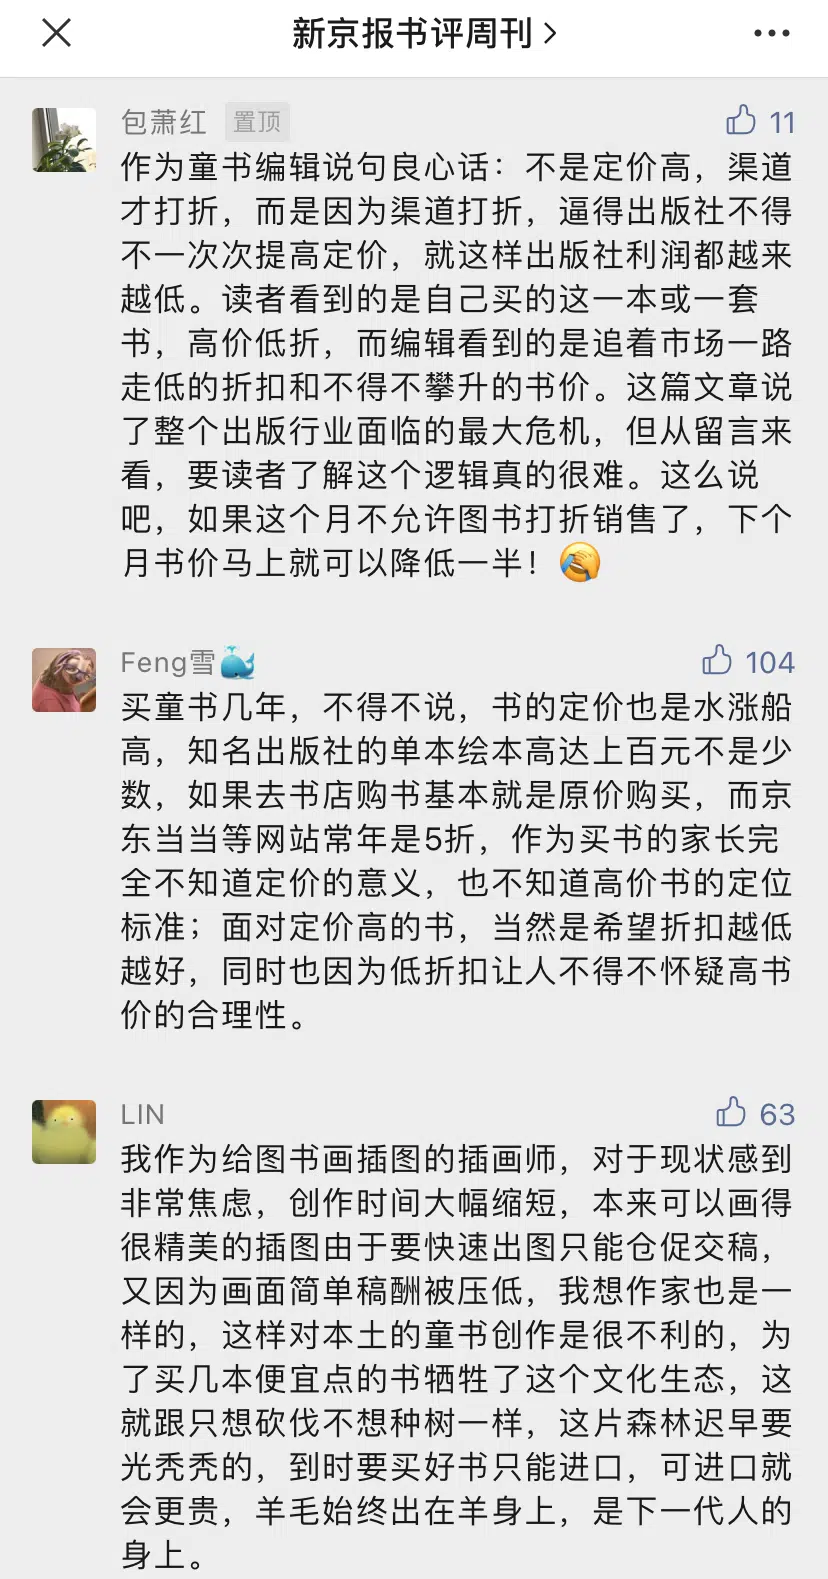 新京报书评周刊
包萧红 置顶 11
作为童书编辑说句良心话：不是定价高，渠道
才打折，而是因为渠道打折，逼得出版社不得
不一次次提高定价，就这样出版社利润都越来
越低。读者看到的是自己买的这一本或一套
书，高价低折，而编辑看到的是追着市场一路
走低的折扣和不得不攀升的书价。这篇文章说
了整个出版行业面临的最大危机，但从留言来
看，要读者了解这个逻辑真的很难。这么说
吧，如果这个月不允许图书打折销售了，下个
月书价马上就可以降低一半！🤦
Feng雪🐳 104
买童书几年，不得不说，书的定价也是水涨船
高，知名出版社的单本绘本高达上百元不是少
数，如果去书店购书基本就是原价购买，而京
东当当等网站常年是5折，作为买书的家长完
全不知道定价的意义，也不知道高价书的定位
标准；面对定价高的书，当然是希望折扣越低
越好，同时也因为低折扣让人不得不怀疑高书
价的合理性。
LIN 63
我作为给图书画插图的插画师，对于现状感到
非常焦虑，创作时间大幅缩短，本来可以画得
很精美的插图由于要快速出图只能仓促交稿，
又因为画面简单稿酬被压低，我想作家也是一
样的，这样对本土的童书创作是很不利的，为
了买几本便宜点的书牺牲了这个文化生态，这
就跟只想砍伐不想种树一样，这片森林迟早要
光秃秃的，到时要买好书只能进口，可进口就
会更贵，羊毛始终出在羊身上，是下一代人的
身上。